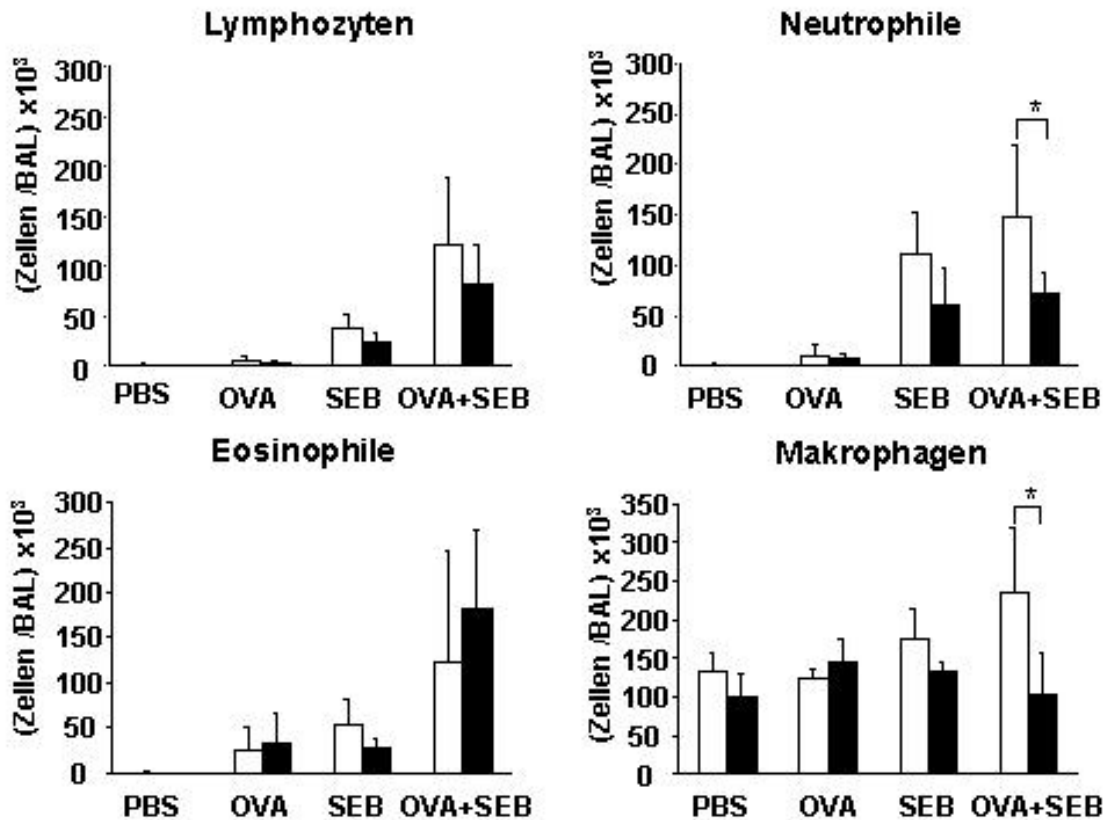 Lymphozyten
(Zellen /BAL) x10³
300
250
200
150
100
50
0
PBS OVA SEB OVA+SEB
Neutrophile
(Zellen /BAL) x10³
300
250
200
150
100
50
0
*
PBS OVA SEB OVA+SEB
Eosinophile
(Zellen /BAL) x10³
300
250
200
150
100
50
0
PBS OVA SEB OVA+SEB
Makrophagen
(Zellen /BAL) x10³
350
300
250
200
150
100
50
0
*
PBS OVA SEB OVA+SEB